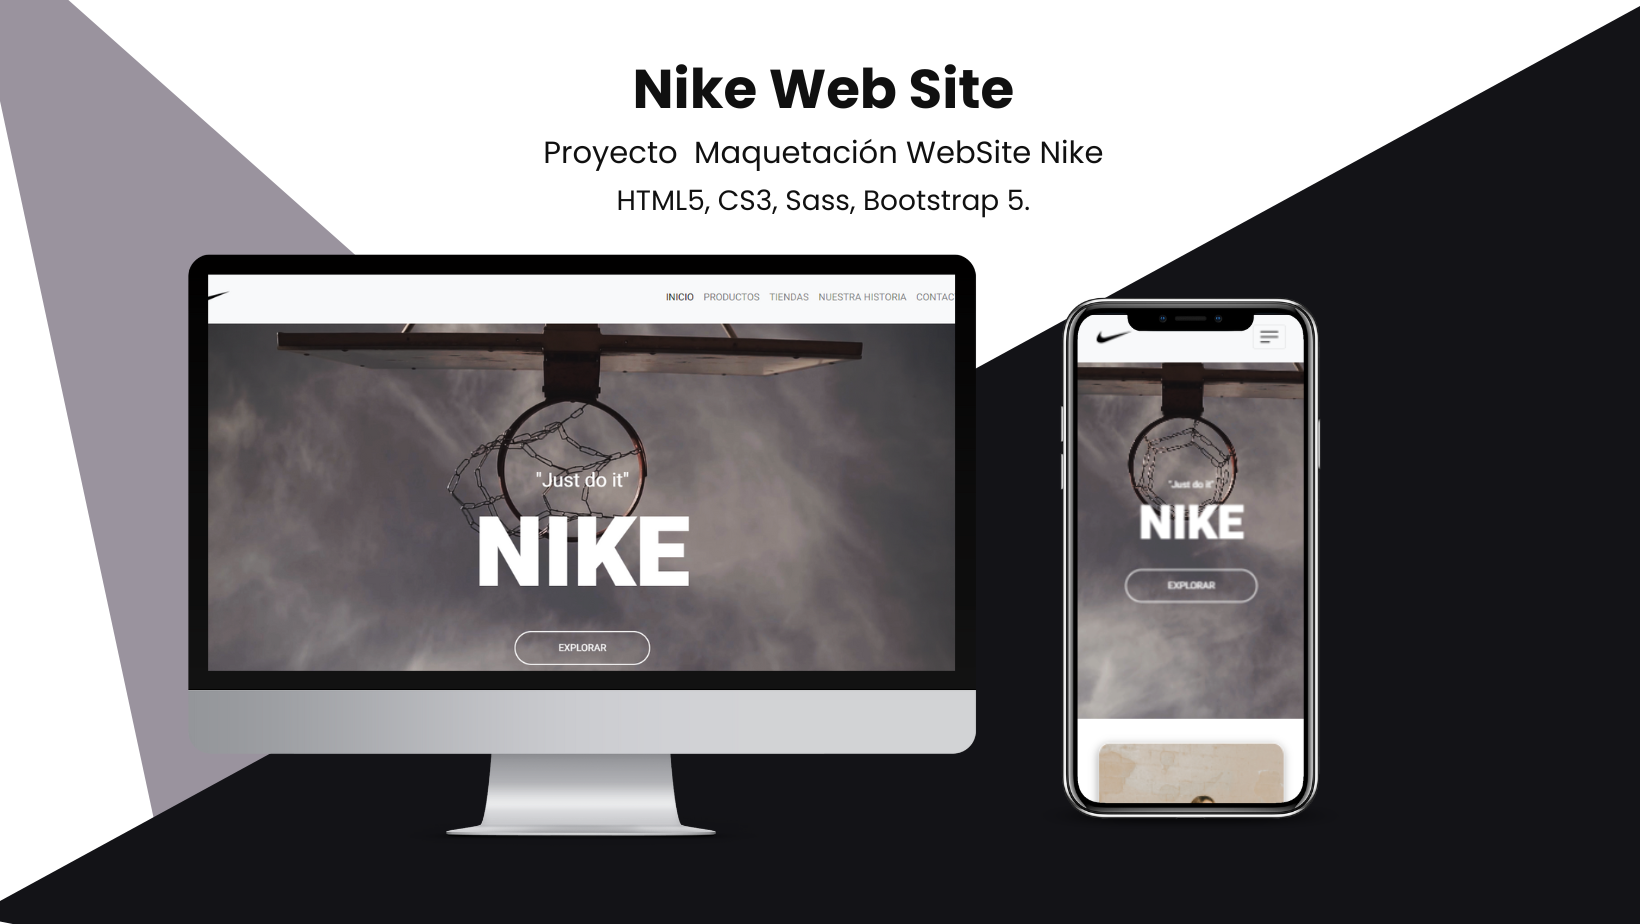 Nike Web Site
Proyecto Maquetación WebSite Nike
HTML5, CS3, Sass, Bootstrap 5.
INICIO PRODUCTOS TIENDAS NUESTRA HISTORIA CONTAC
"Just do it"
NIKE
EXPLORAR
"Just do it"
NIKE
EXPLORAR